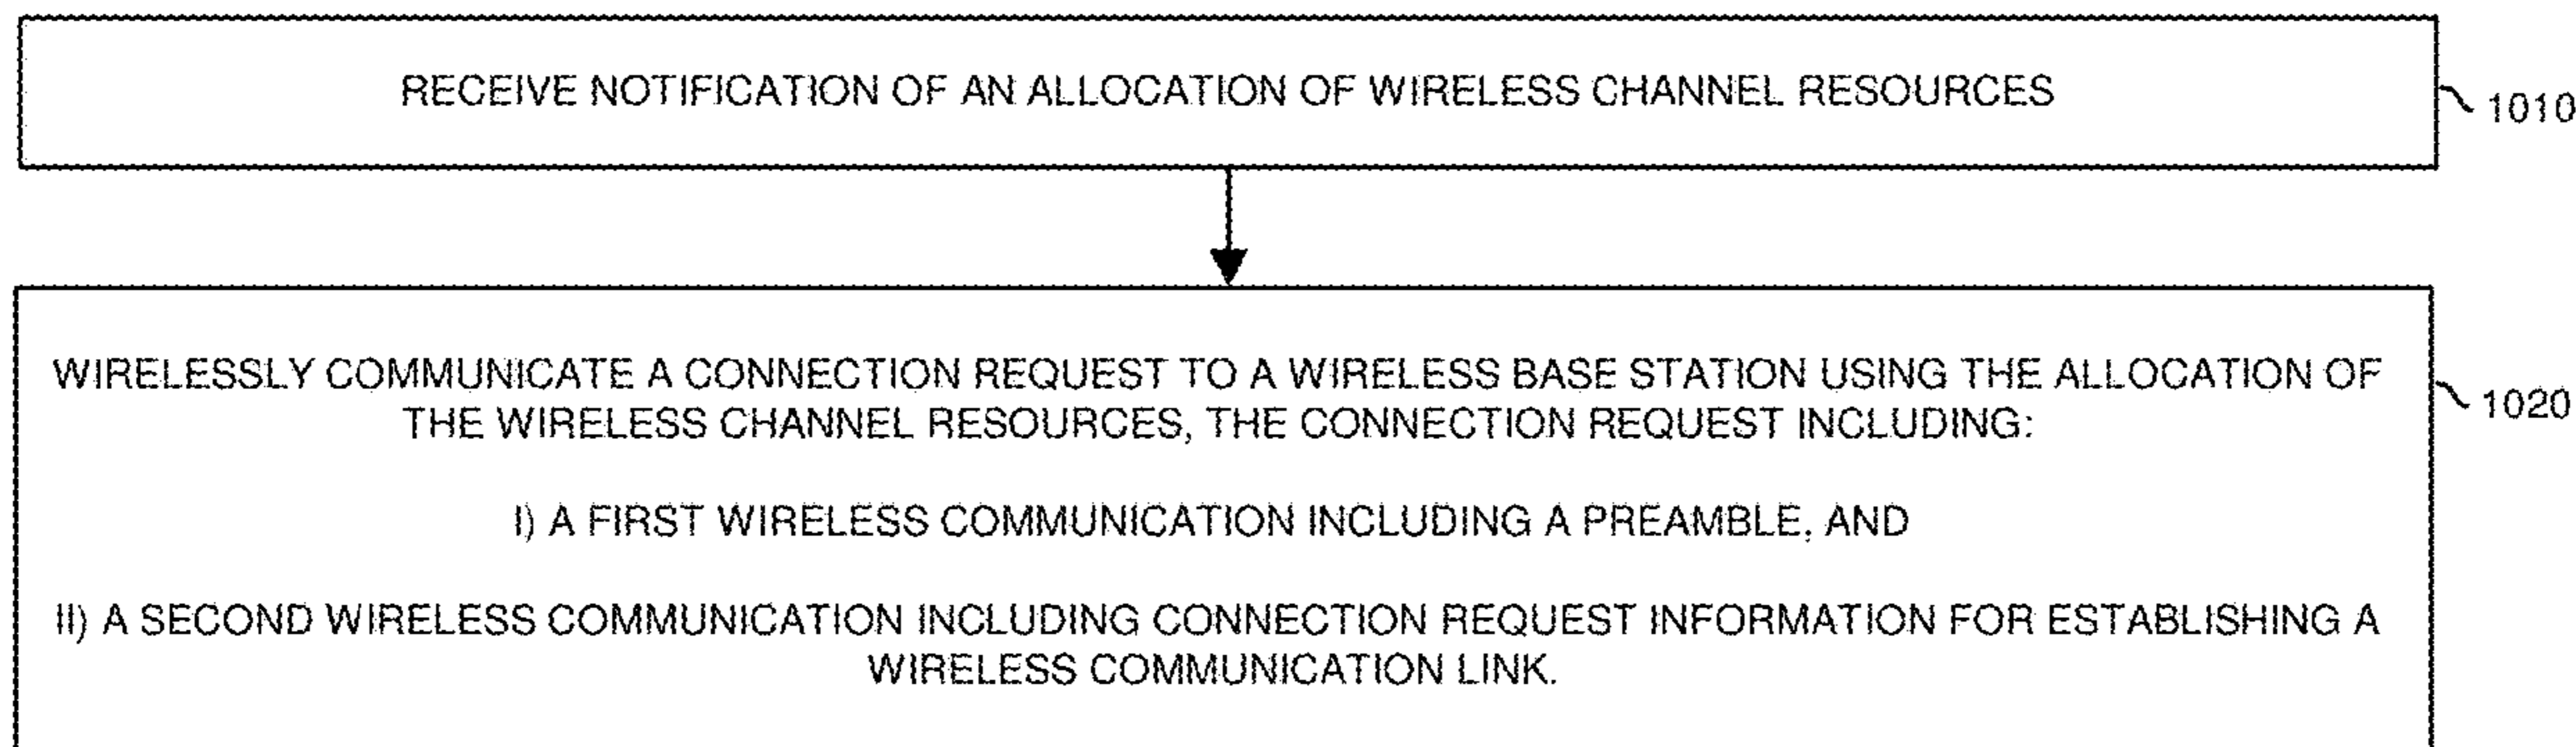 RECEIVE NOTIFICATION OF AN ALLOCATION OF WIRELESS CHANNEL RESOURCES
1010
WIRELESSLY COMMUNICATE A CONNECTION REQUEST TO A WIRELESS BASE STATION USING THE ALLOCATION OF
THE WIRELESS CHANNEL RESOURCES, THE CONNECTION REQUEST INCLUDING:
1020
I) A FIRST WIRELESS COMMUNICATION INCLUDING A PREAMBLE, AND
II) A SECOND WIRELESS COMMUNICATION INCLUDING CONNECTION REQUEST INFORMATION FOR ESTABLISHING A
WIRELESS COMMUNICATION LINK.